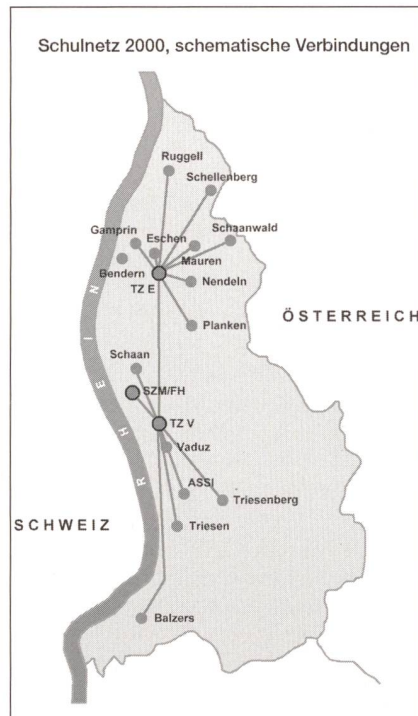 Schulnetz 2000, schematische Verbindungen
Ruggell
Schellenberg
Gamprin
Eschen
Schaanwald
Mauren
Bendern
TZ E
Nendeln
Planken
ÖSTERREICH
Schaan
SZM/FH
TZ V
Vaduz
ASSI
Triesenberg
SCHWEIZ
Triesen
Balzers
RHEIN